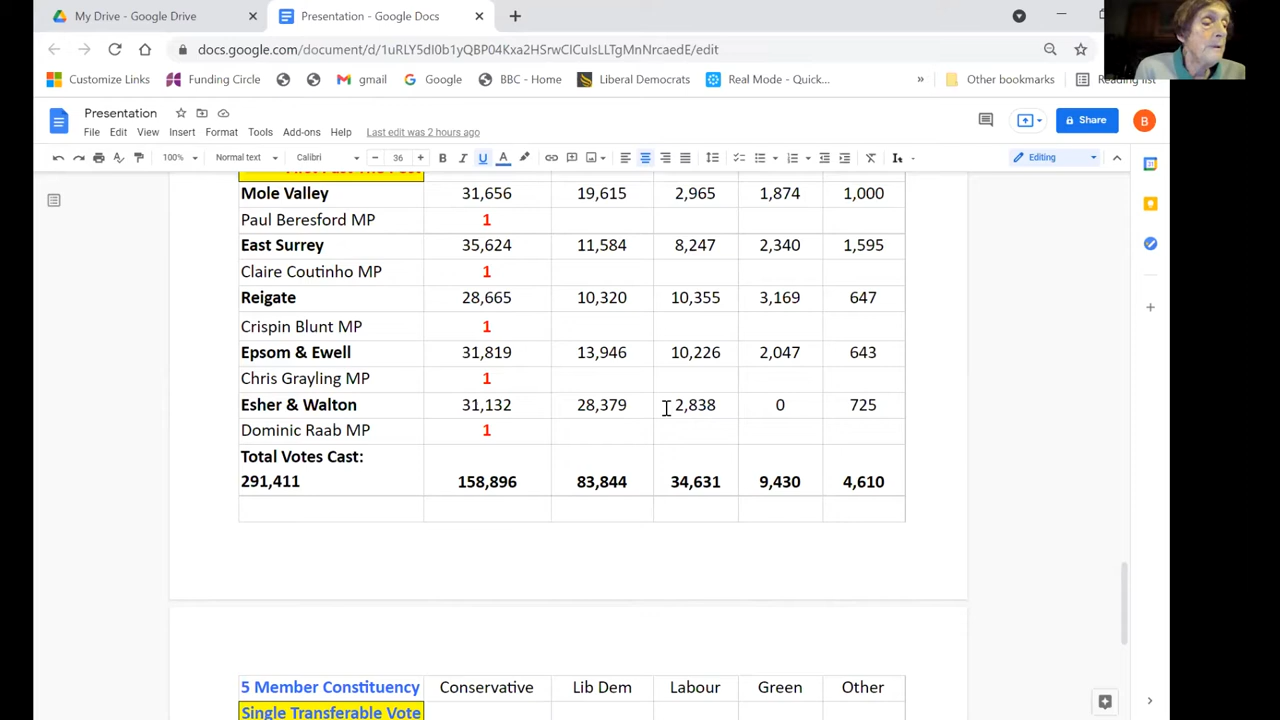 My Drive - Google Drive
Presentation - Google Docs
docs.google.com/document/d/1uRLY5dI0b1yQBP04Kxa2HSrwCICuIsLLTgMnNrcaedE/edit
Customize Links Funding Circle gmail Google BBC - Home Liberal Democrats Real Mode - Quick... » Other bookmarks Reading list
Presentation
File Edit View Insert Format Tools Add-ons Help Last edit was 2 hours ago
Share
B
100% Normal text Calibri 36 Editing
First Past The Post
Mole Valley 31,656 19,615 2,965 1,874 1,000
Paul Beresford MP 1
East Surrey 35,624 11,584 8,247 2,340 1,595
Claire Coutinho MP 1
Reigate 28,665 10,320 10,355 3,169 647
Crispin Blunt MP 1
Epsom & Ewell 31,819 13,946 10,226 2,047 643
Chris Grayling MP 1
Esher & Walton 31,132 28,379 2,838 0 725
Dominic Raab MP 1
Total Votes Cast:
291,411 158,896 83,844 34,631 9,430 4,610
5 Member Constituency Conservative Lib Dem Labour Green Other
Single Transferable Vote